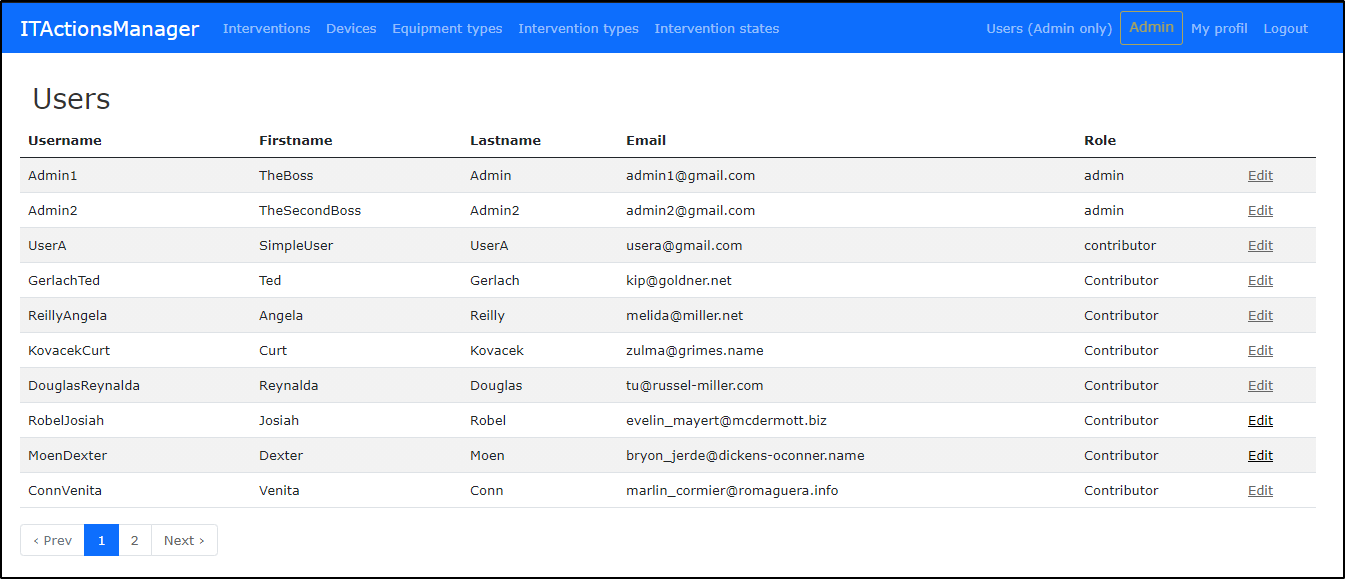 ITActionsManager Interventions Devices Equipment types Intervention types Intervention states Users (Admin only) Admin My profil Logout
Users
Username Firstname Lastname Email Role
Admin1 TheBoss Admin admin1@gmail.com admin Edit
Admin2 TheSecondBoss Admin2 admin2@gmail.com admin Edit
UserA SimpleUser UserA usera@gmail.com contributor Edit
GerlachTed Ted Gerlach kip@goldner.net Contributor Edit
ReillyAngela Angela Reilly melida@miller.net Contributor Edit
KovacekCurt Curt Kovacek zulma@grimes.name Contributor Edit
DouglasReynalda Reynalda Douglas tu@russel-miller.com Contributor Edit
RobelJosiah Josiah Robel evelin_mayert@mcdermott.biz Contributor Edit
MoenDexter Dexter Moen bryon_jerde@dickens-oconner.name Contributor Edit
ConnVenita Venita Conn marlin_cormier@romaguera.info Contributor Edit
‹ Prev 1 2 Next ›